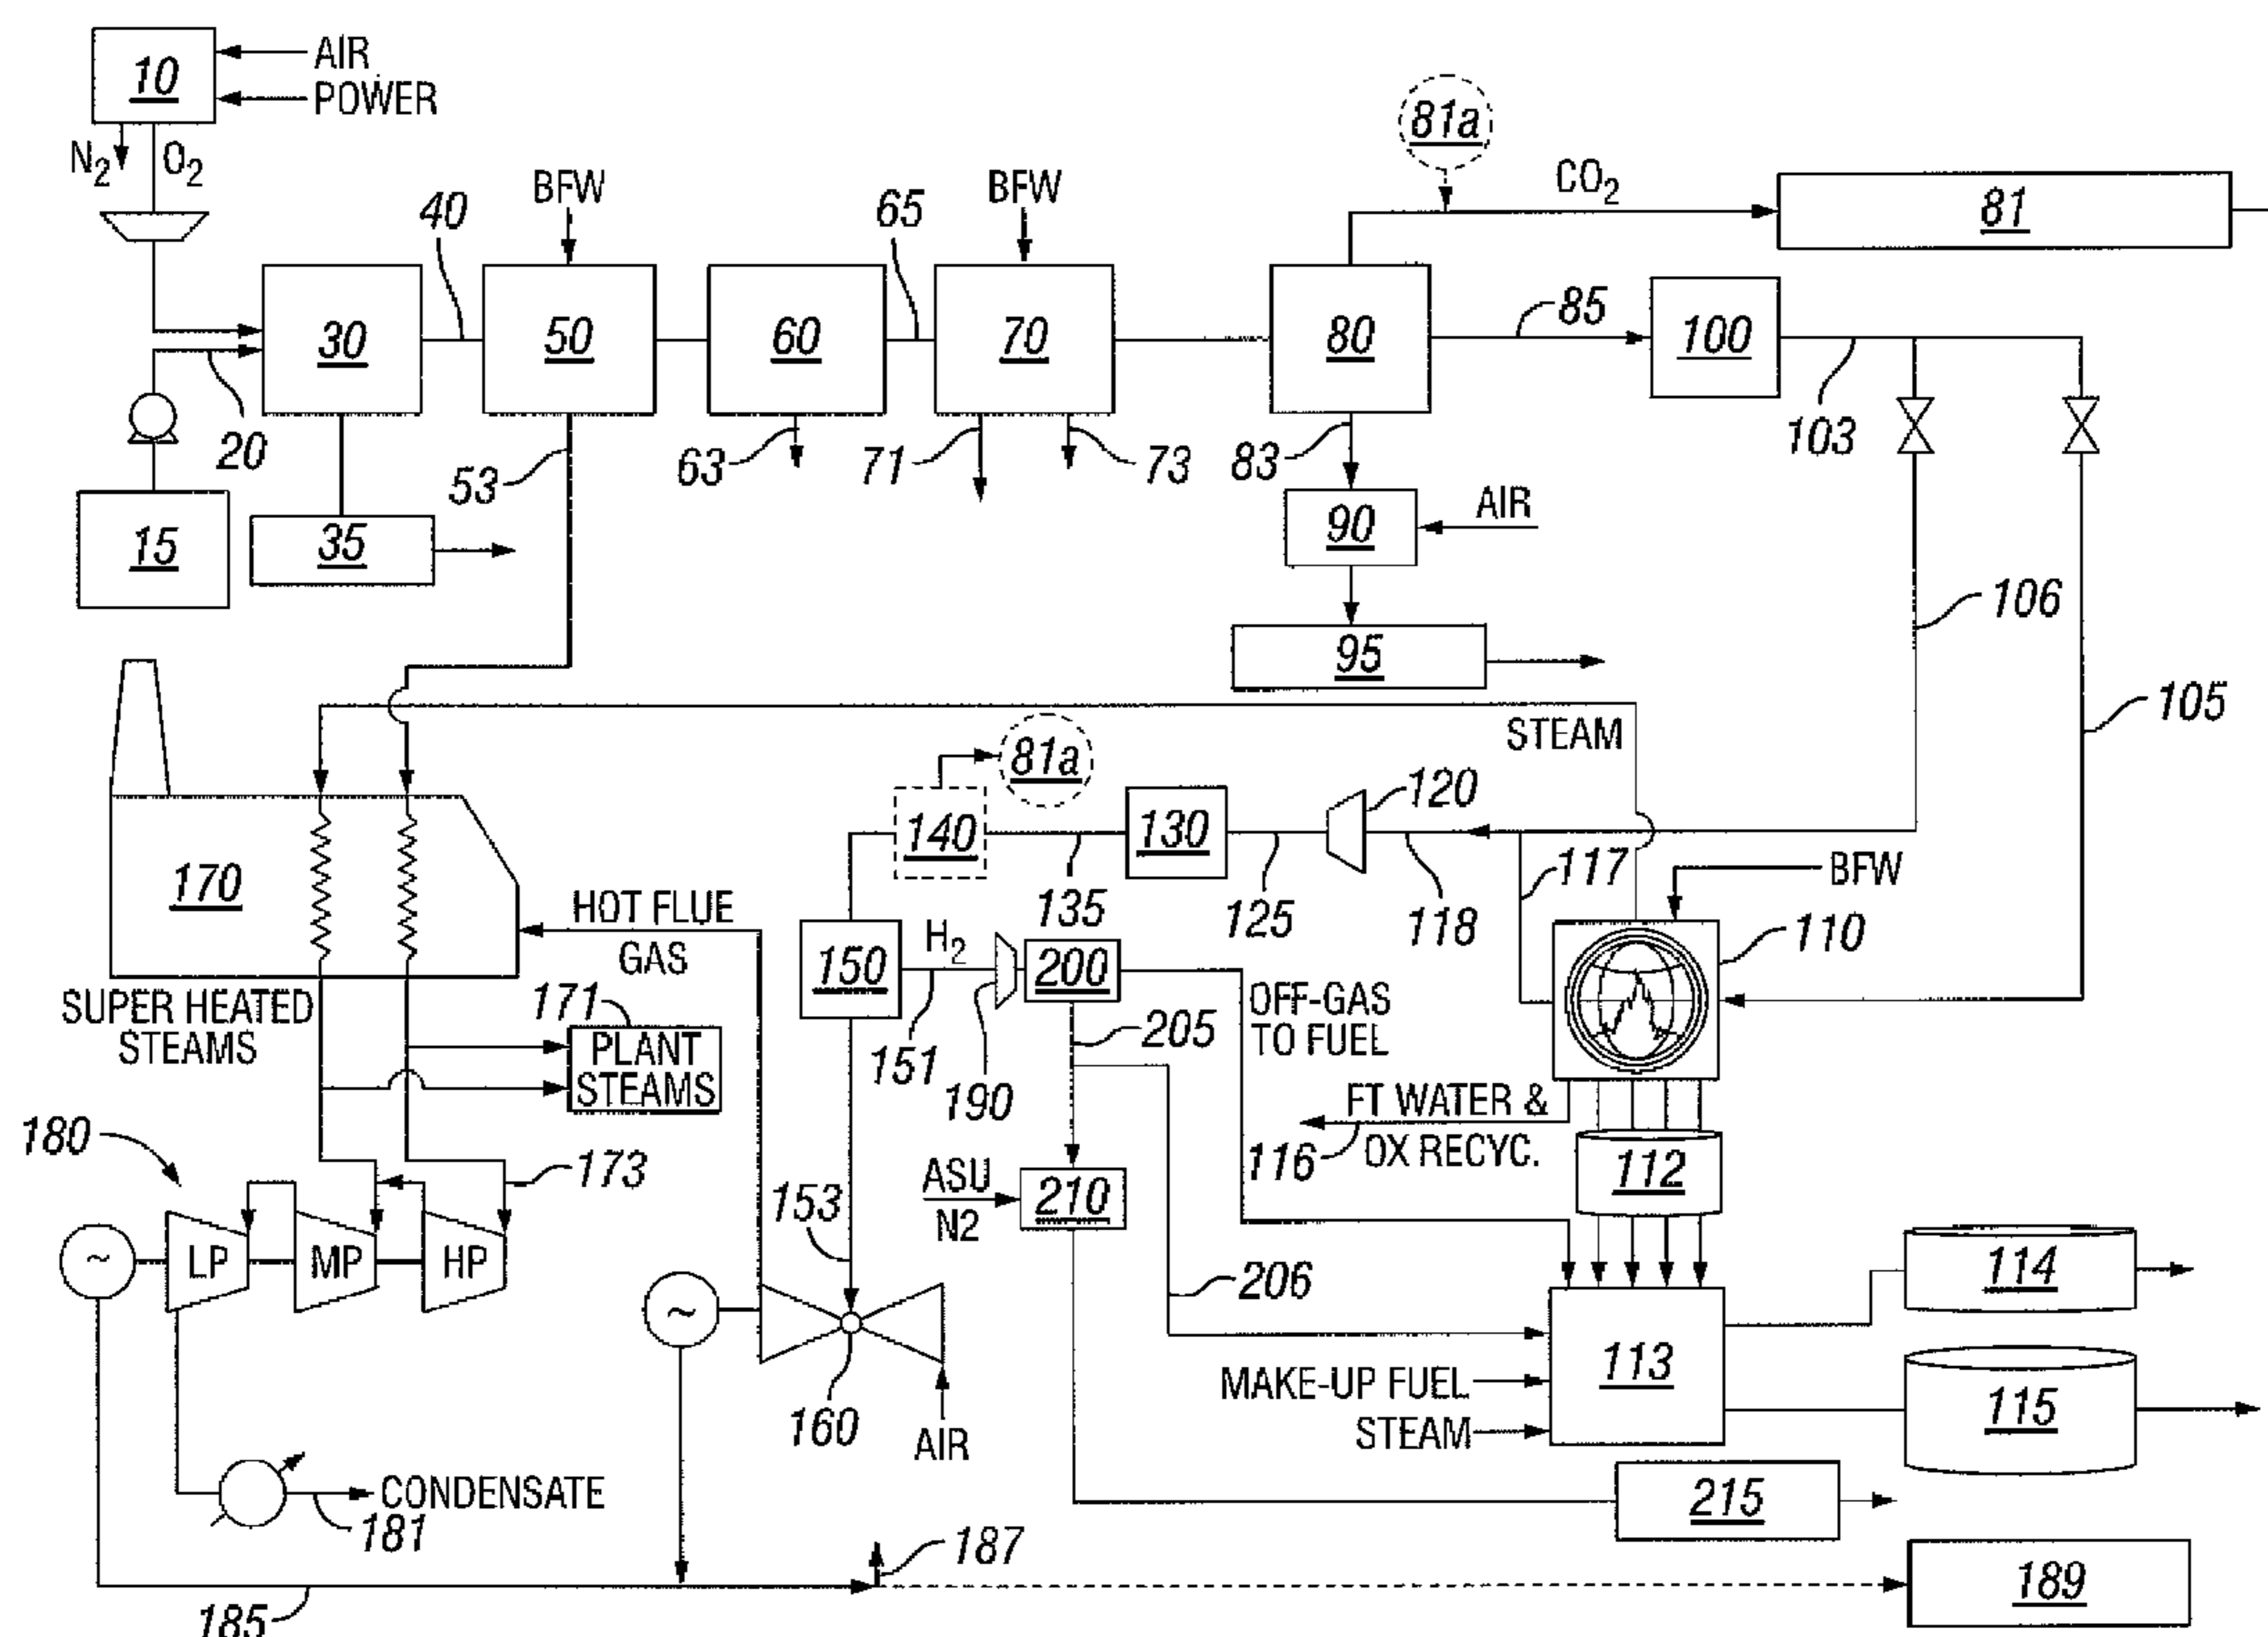 10
AIR
POWER
N2
O2
81a
CO2
81
BFW
40
65
BFW
30
50
60
70
80
85
100
103
20
15
35
53
63
71
73
83
90
AIR
95
106
105
STEAM
81a
140
130
120
135
125
118
117
BFW
110
170
HOT FLUE
GAS
150
H2
151
190
200
205
OFF-GAS
TO FUEL
SUPER HEATED
STEAMS
171
PLANT
STEAMS
FT WATER &
OX RECYC.
116
112
180
173
153
ASU
N2
210
206
LP
MP
HP
~
~
160
AIR
113
114
115
MAKE-UP FUEL
STEAM
CONDENSATE
181
215
187
189
185